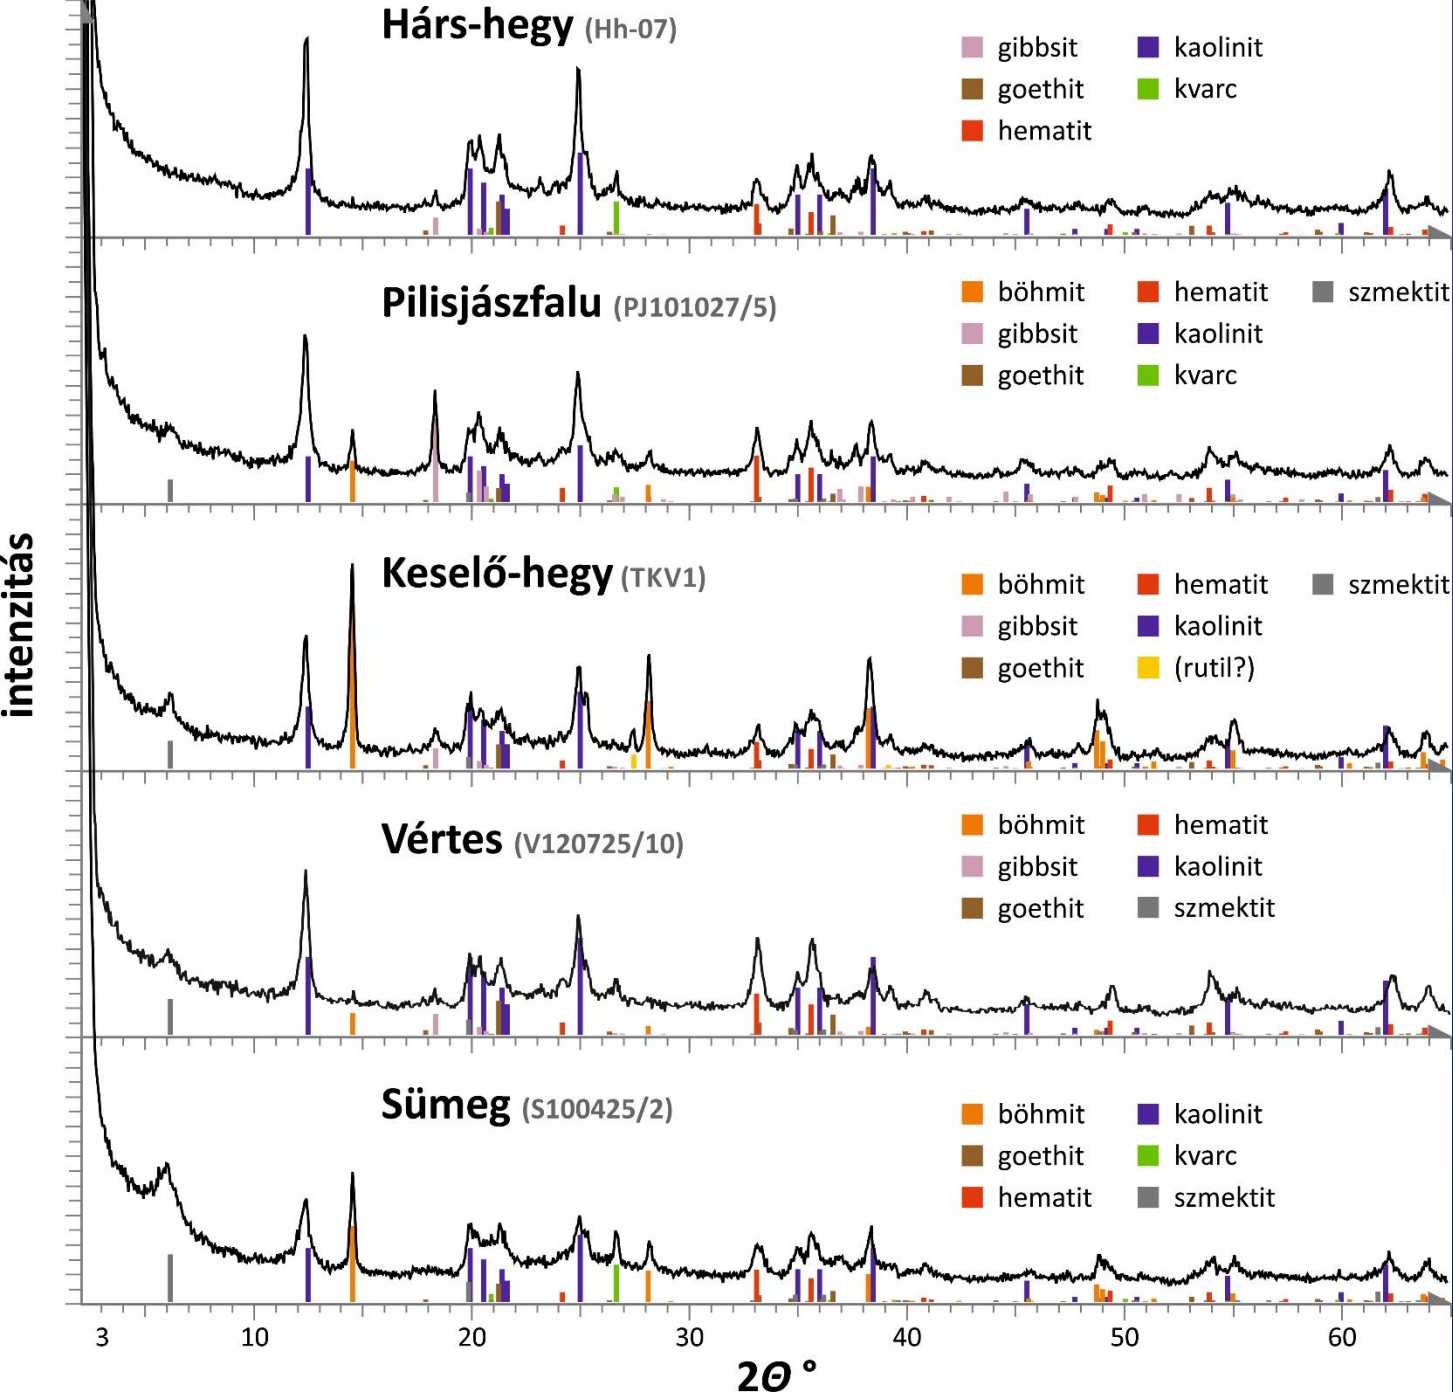 Hárs-hegy (Hh-07)
gibbsit kaolinit
goethit kvarc
hematit
Pilisjászfalu (PJ101027/5)
böhmit hematit szmektit
gibbsit kaolinit
goethit kvarc
Keselő-hegy (TKV1)
böhmit hematit szmektit
gibbsit kaolinit
goethit (rutil?)
intenzitás
Vértes (V120725/10)
böhmit hematit
gibbsit kaolinit
goethit szmektit
Sümeg (S100425/2)
böhmit kaolinit
goethit kvarc
hematit szmektit
3 10 20 30 40 50 60
2Θ °